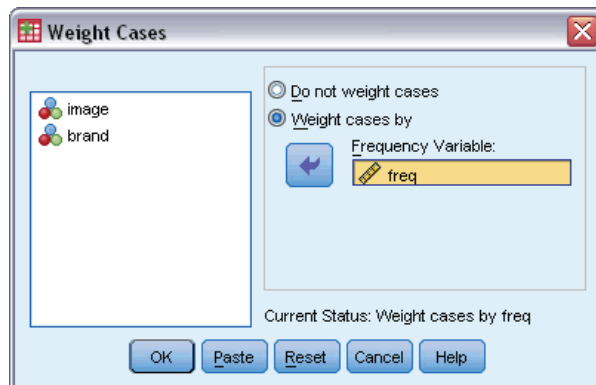 Weight Cases
image
brand
Do not weight cases
Weight cases by
Frequency Variable:
freq
Current Status: Weight cases by freq
OK Paste Reset Cancel Help